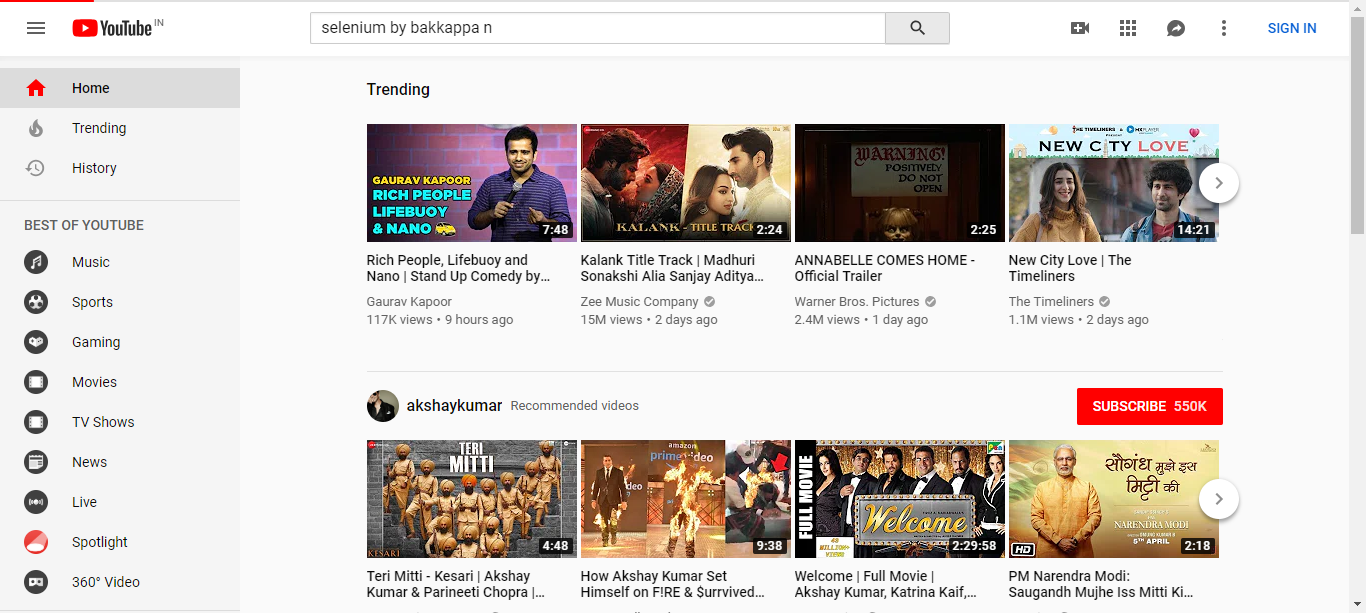 YouTube IN
selenium by bakkappa n
SIGN IN
Home
Trending
History
BEST OF YOUTUBE
Music
Sports
Gaming
Movies
TV Shows
News
Live
Spotlight
360° Video
Trending
GAURAV KAPOOR
RICH PEOPLE
LIFEBUOY
& NANO
7:48
KALANK - TITLE TRACK
2:24
WARNING!
POSITIVELY
DO NOT
OPEN
2:25
THE TIMELINERS & MXPLAYER
NEW CITY LOVE
14:21
Rich People, Lifebuoy and
Nano | Stand Up Comedy by...
Gaurav Kapoor
117K views • 9 hours ago
Kalank Title Track | Madhuri
Sonakshi Alia Sanjay Aditya...
Zee Music Company
15M views • 2 days ago
ANNABELLE COMES HOME -
Official Trailer
Warner Bros. Pictures
2.4M views • 1 day ago
New City Love | The
Timeliners
The Timeliners
1.1M views • 2 days ago
akshaykumar Recommended videos
SUBSCRIBE 550K
TERI
MITTI
KESARI
4:48
amazon
prime video
9:38
FULL MOVIE
Welcome
2:29:58
सौगंध मुझे इस
मिट्टी की
NARENDRA MODI
5TH APRIL
HD
2:18
Teri Mitti - Kesari | Akshay
Kumar & Parineeti Chopra |...
How Akshay Kumar Set
Himself on F!RE & $urrvived...
Welcome | Full Movie |
Akshay Kumar, Katrina Kaif,...
PM Narendra Modi:
Saugandh Mujhe Iss Mitti Ki...